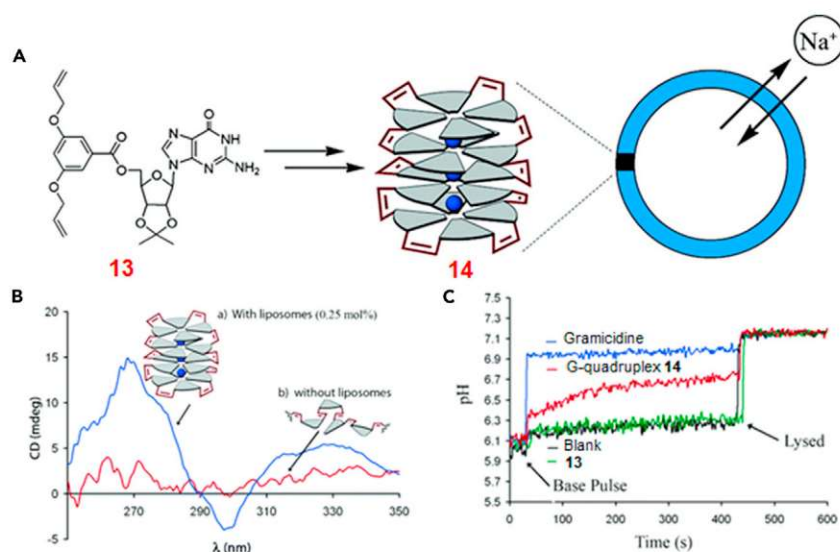 A
Na⁺
O
O
O
O
O
O
O
O
N
N
N
NH
N
NH₂
13
14
B
a) With liposomes (0.25 mol%)
b) without liposomes
CD (mdeg)
20
15
10
5
0
-5
270
290
310
330
350
λ (nm)
C
pH
7.5
7.3
7.1
6.9
6.7
6.5
6.3
6.1
5.9
5.7
5.5
Gramicidine
G-quadruplex 14
Blank
13
Base Pulse
Lysed
0
100
200
300
400
500
600
Time (s)